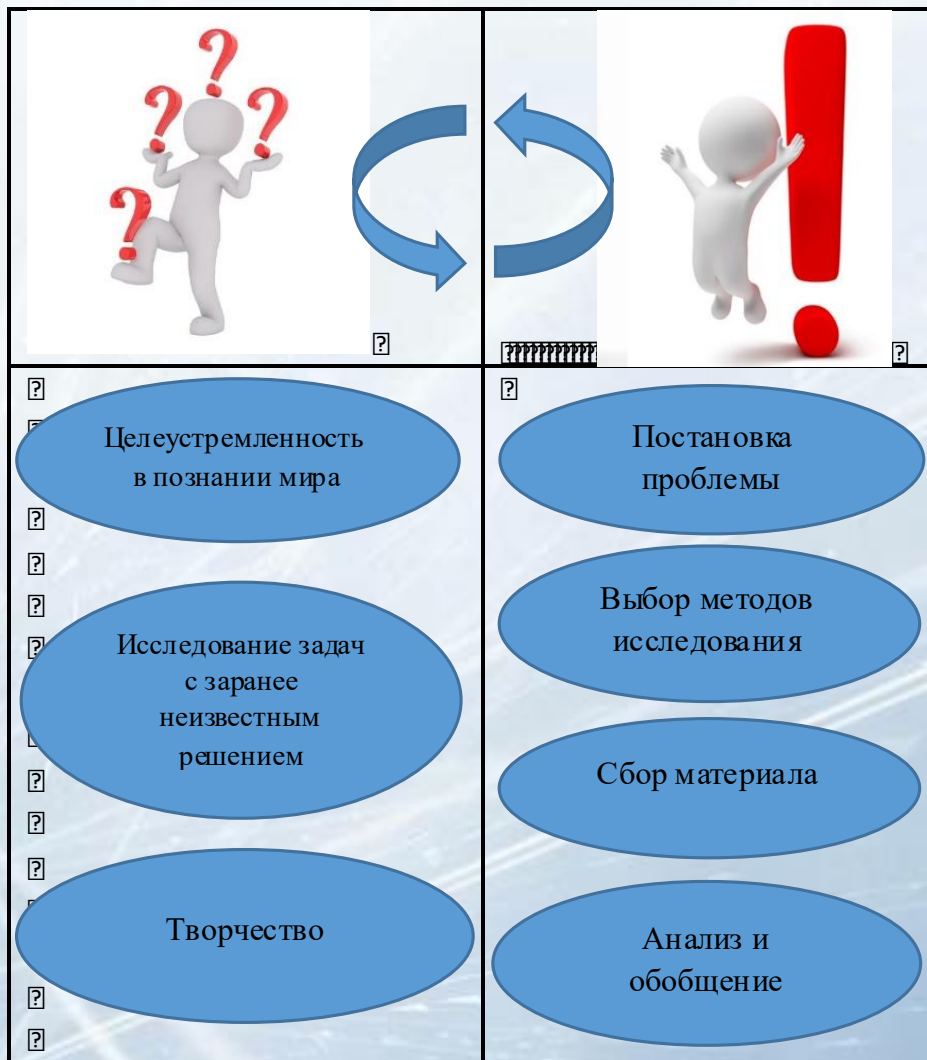 Целеустремленность
в познании мира
Исследование задач
с заранее
неизвестным
решением
Творчество
Постановка
проблемы
Выбор методов
исследования
Сбор материала
Анализ и
обобщение